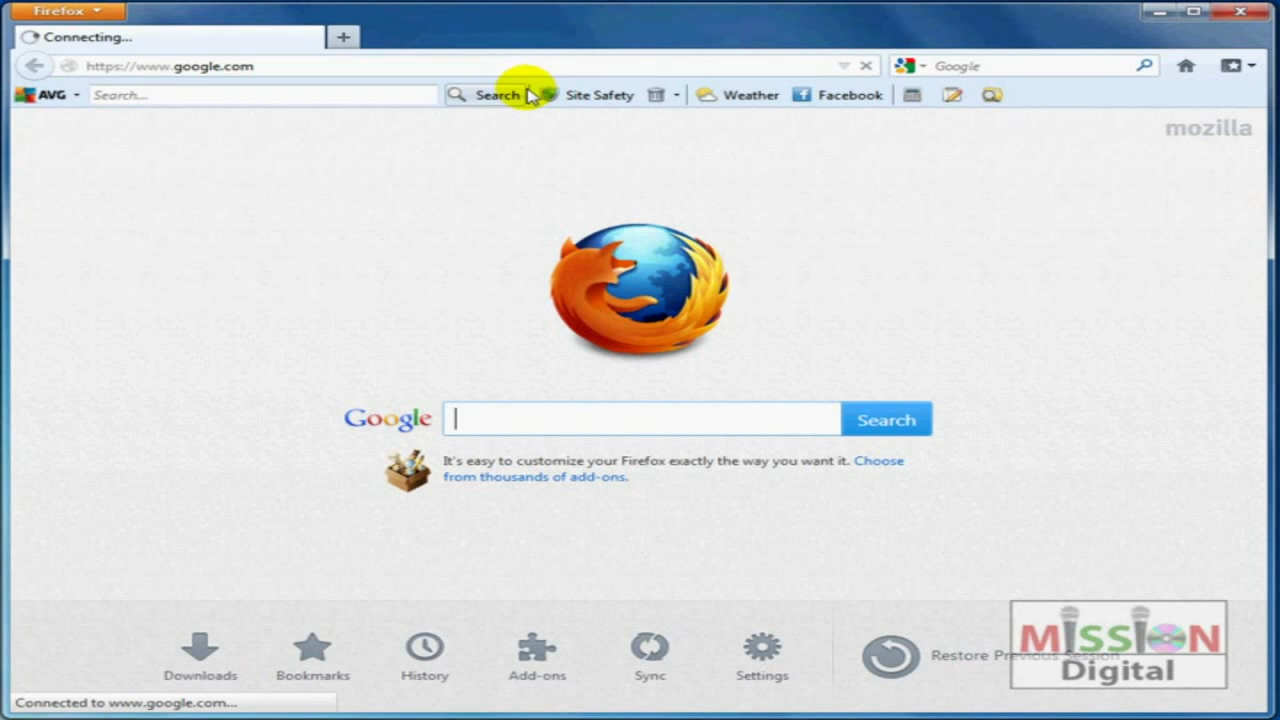 Firefox
Connecting...
https://www.google.com
Google
AVG
Search...
Search
Site Safety
Weather
Facebook
mozilla
Google
Search
It's easy to customize your Firefox exactly the way you want it. Choose
from thousands of add-ons.
Downloads
Bookmarks
History
Add-ons
Sync
Settings
Restore Previous Session
MISSION
Digital
Connected to www.google.com...